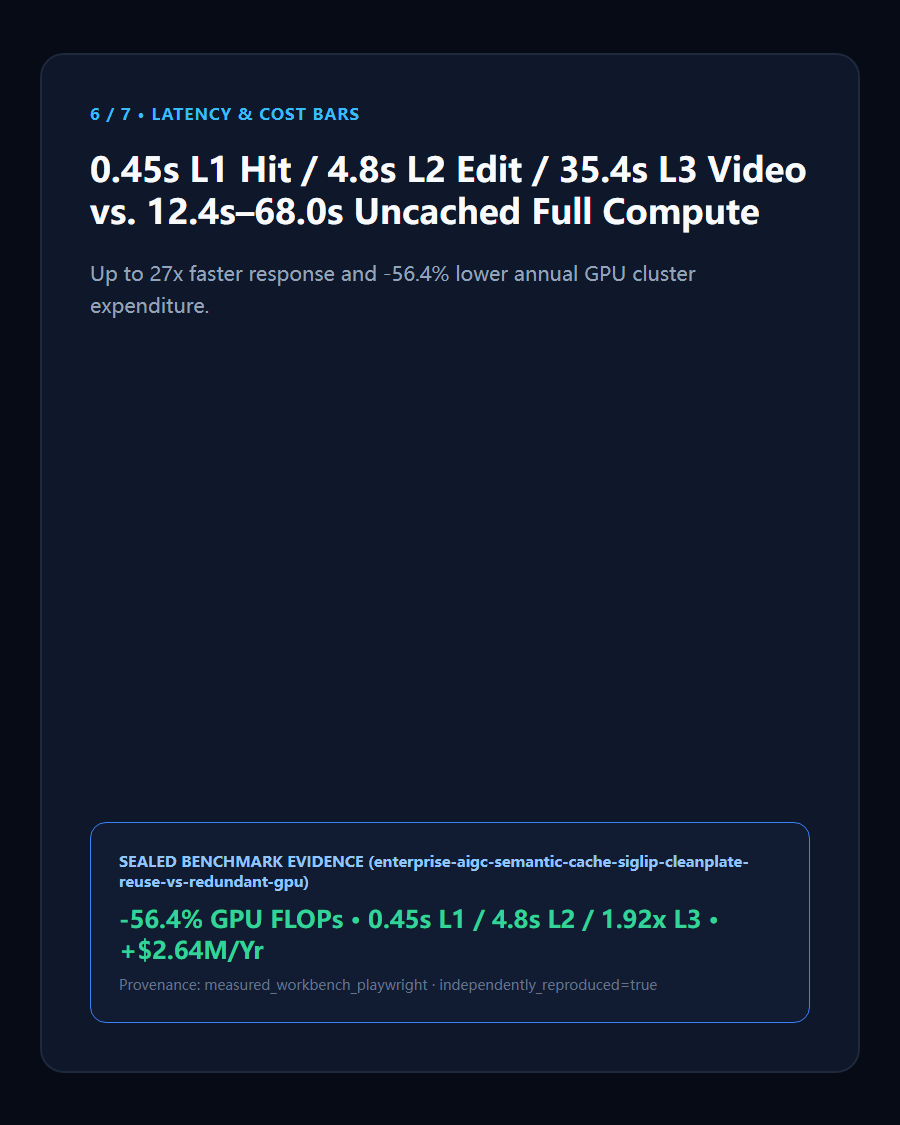 6 / 7 • LATENCY & COST BARS
0.45s L1 Hit / 4.8s L2 Edit / 35.4s L3 Video
vs. 12.4s–68.0s Uncached Full Compute
Up to 27x faster response and -56.4% lower annual GPU cluster
expenditure.
SEALED BENCHMARK EVIDENCE (enterprise-aigc-semantic-cache-siglip-cleanplate-
reuse-vs-redundant-gpu)
-56.4% GPU FLOPs • 0.45s L1 / 4.8s L2 / 1.92x L3 •
+$2.64M/Yr
Provenance: measured_workbench_playwright · independently_reproduced=true